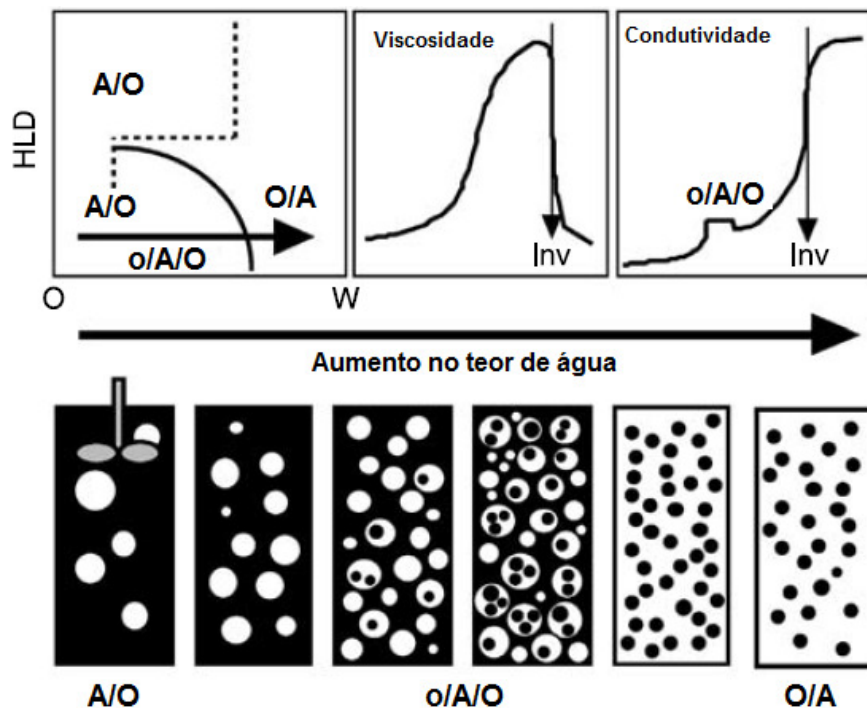 HLD
A/O
A/O
O/A
o/A/O
Viscosidade
Inv
Condutividade
o/A/O
Inv
O
W
Aumento no teor de água
A/O
o/A/O
O/A